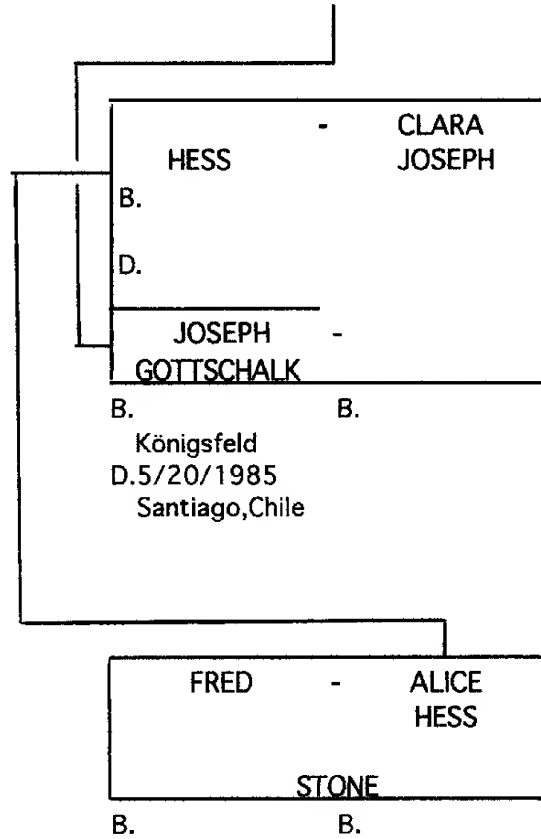 - CLARA
HESS JOSEPH
B.
D.
JOSEPH -
GOTTSCHALK
B. B.
Königsfeld
D.5/20/1985
Santiago,Chile
FRED - ALICE
HESS
STONE
B. B.